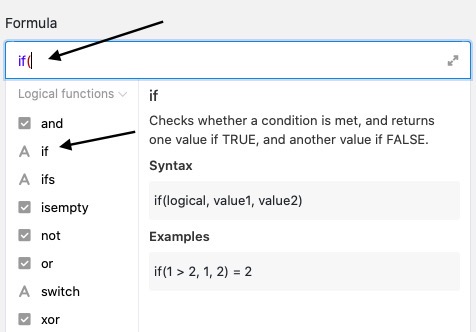 Formula
if(
Logical functions
and
if
ifs
isempty
not
or
switch
xor
if
Checks whether a condition is met, and returns
one value if TRUE, and another value if FALSE.
Syntax
if(logical, value1, value2)
Examples
if(1 > 2, 1, 2) = 2